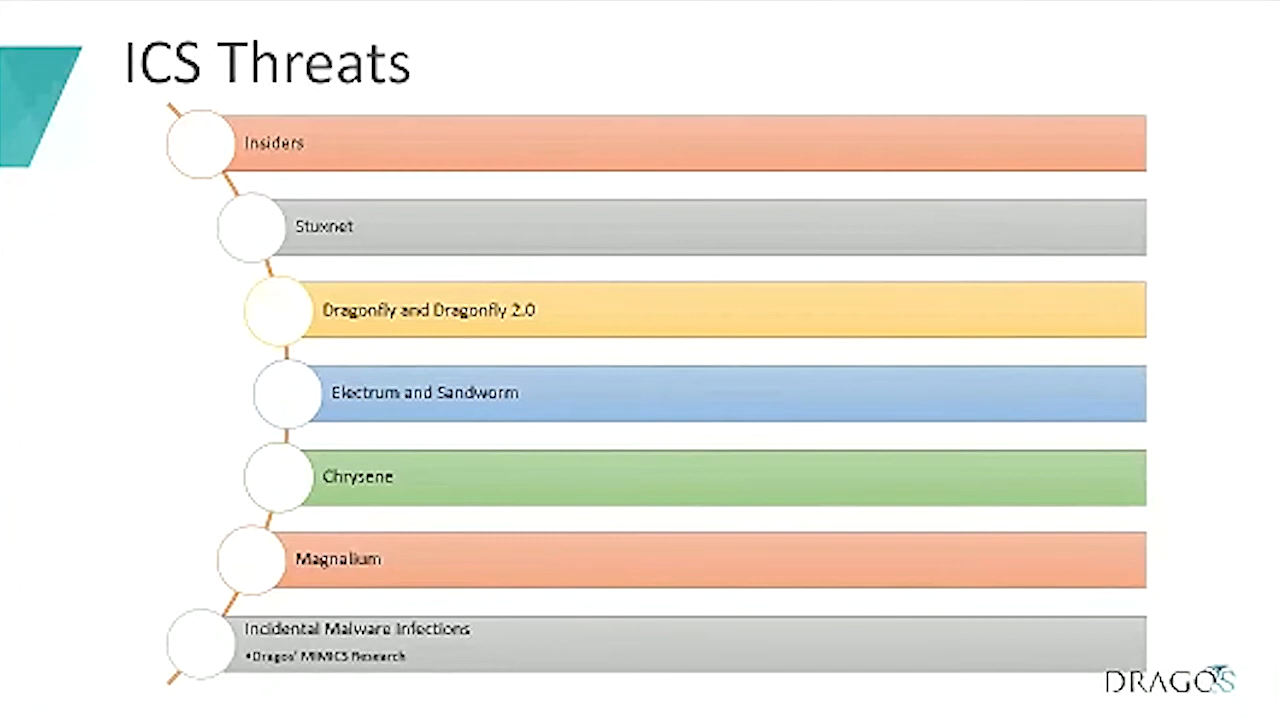 ICS Threats
Insiders
Stuxnet
Dragonfly and Dragonfly 2.0
Electrum and Sandworm
Chrysene
Magnalium
Incidental Malware Infections
•Dragos' MIMICS Research
DRAGOS